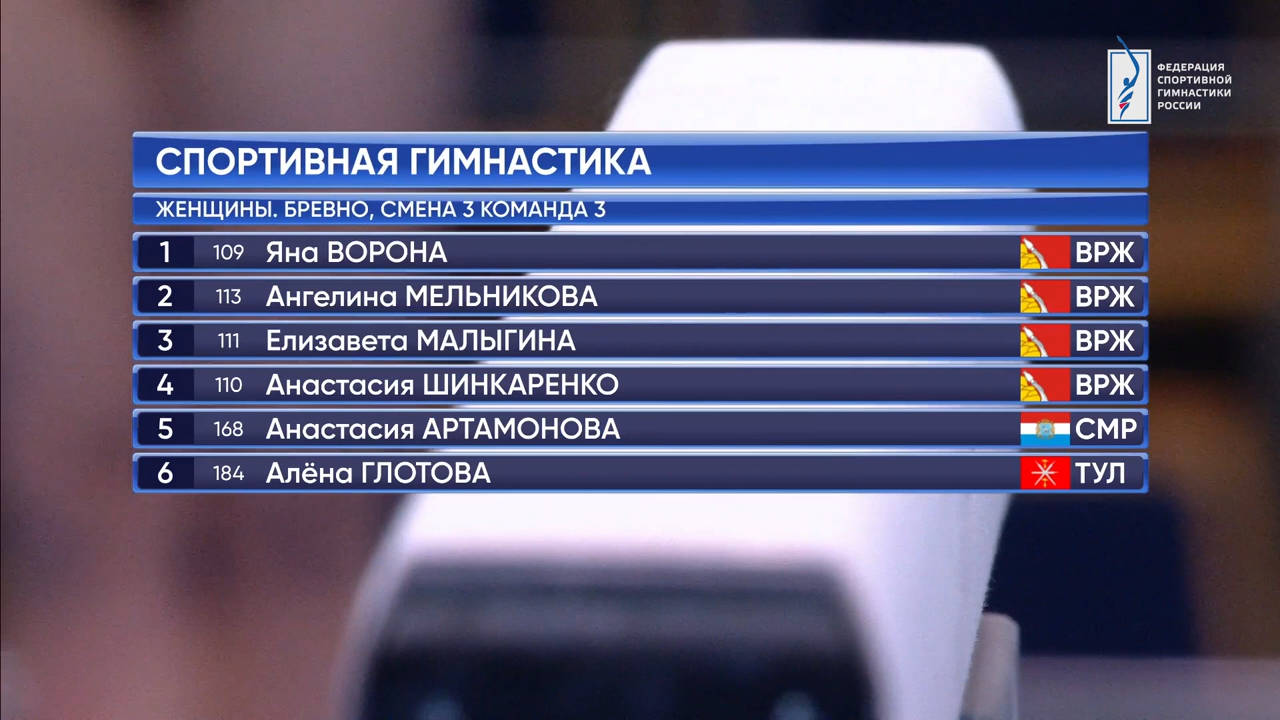 ФЕДЕРАЦИЯ
СПОРТИВНОЙ
ГИМНАСТИКИ
РОССИИ
СПОРТИВНАЯ ГИМНАСТИКА
ЖЕНЩИНЫ. БРЕВНО, СМЕНА 3 КОМАНДА 3
1 109 Яна ВОРОНА ВРЖ
2 113 Ангелина МЕЛЬНИКОВА ВРЖ
3 111 Елизавета МАЛЫГИНА ВРЖ
4 110 Анастасия ШИНКАРЕНКО ВРЖ
5 168 Анастасия АРТАМОНОВА СМР
6 184 Алёна ГЛОТОВА ТУЛ